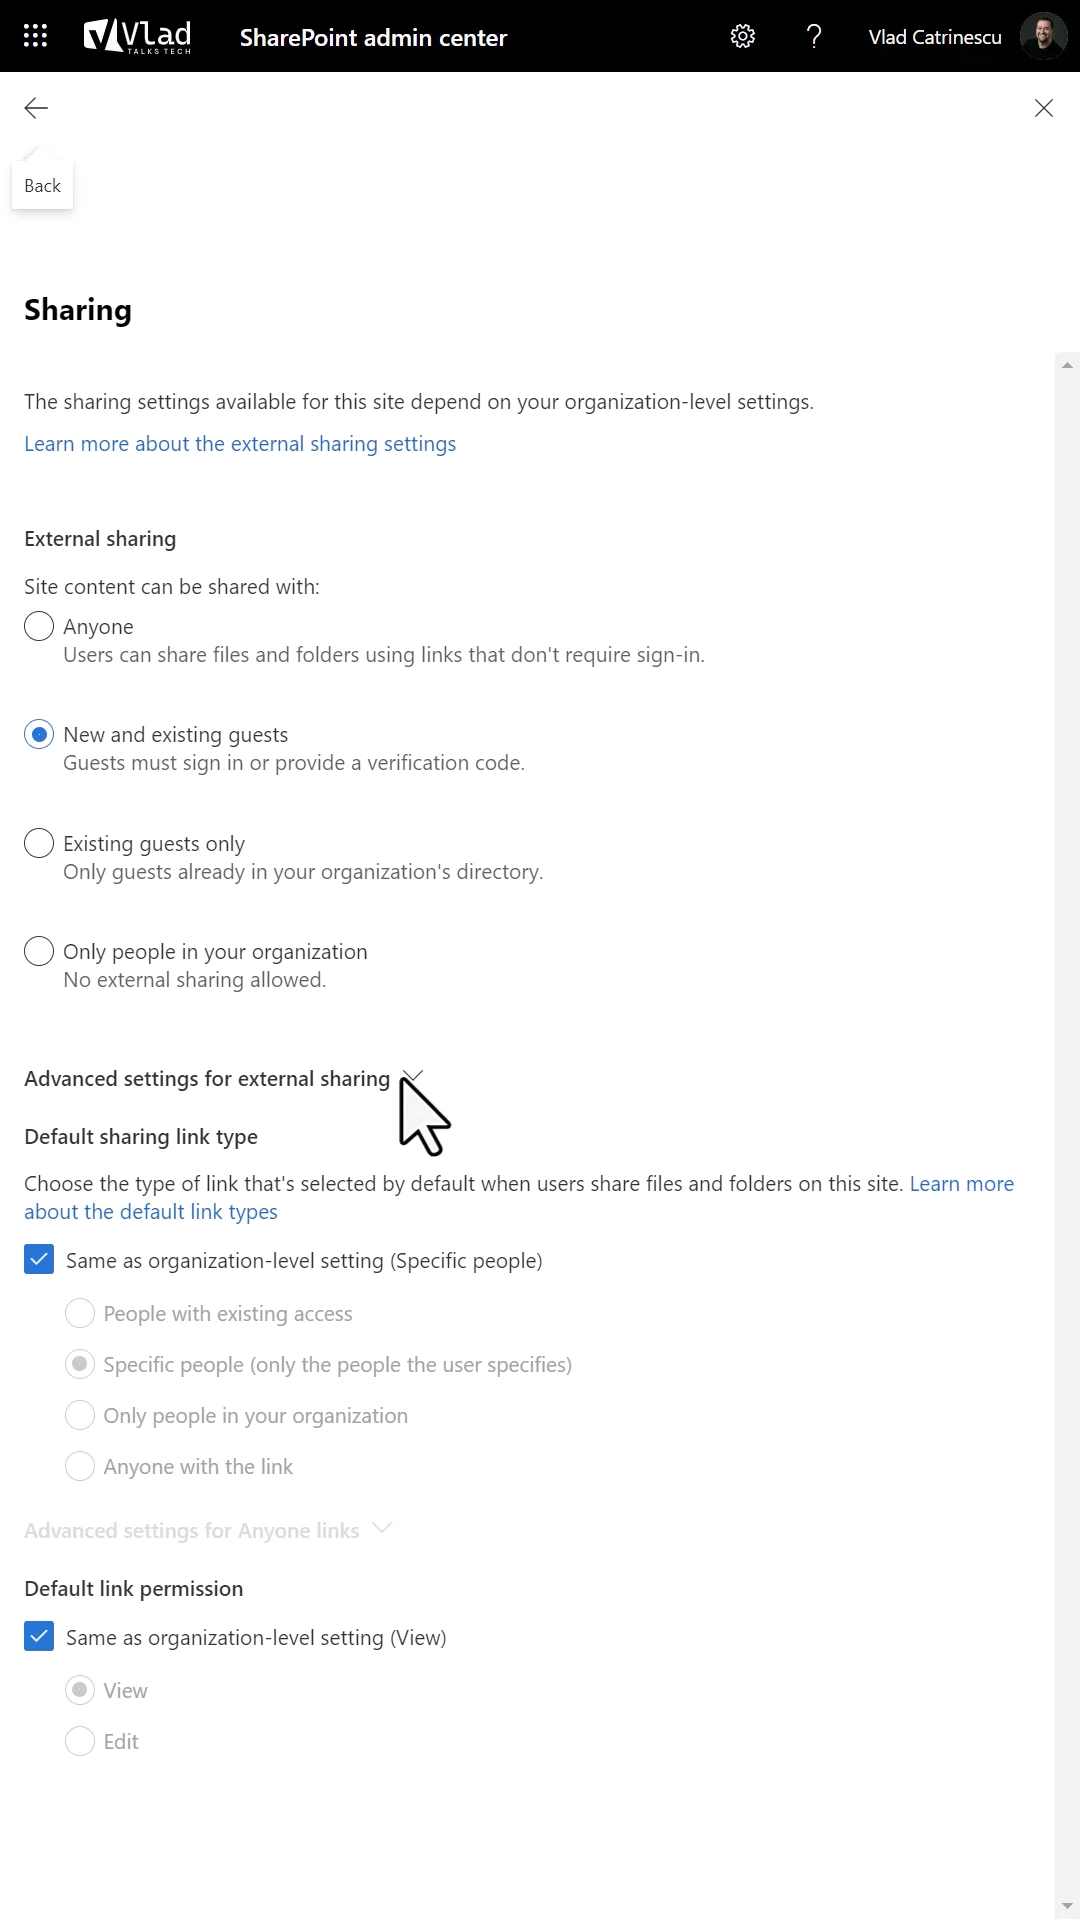 Vlad
TALKS TECH
SharePoint admin center
Vlad Catrinescu
Back
Sharing
The sharing settings available for this site depend on your organization-level settings.
Learn more about the external sharing settings
External sharing
Site content can be shared with:
Anyone
Users can share files and folders using links that don't require sign-in.
New and existing guests
Guests must sign in or provide a verification code.
Existing guests only
Only guests already in your organization's directory.
Only people in your organization
No external sharing allowed.
Advanced settings for external sharing
Default sharing link type
Choose the type of link that's selected by default when users share files and folders on this site. Learn more
about the default link types
Same as organization-level setting (Specific people)
People with existing access
Specific people (only the people the user specifies)
Only people in your organization
Anyone with the link
Advanced settings for Anyone links
Default link permission
Same as organization-level setting (View)
View
Edit